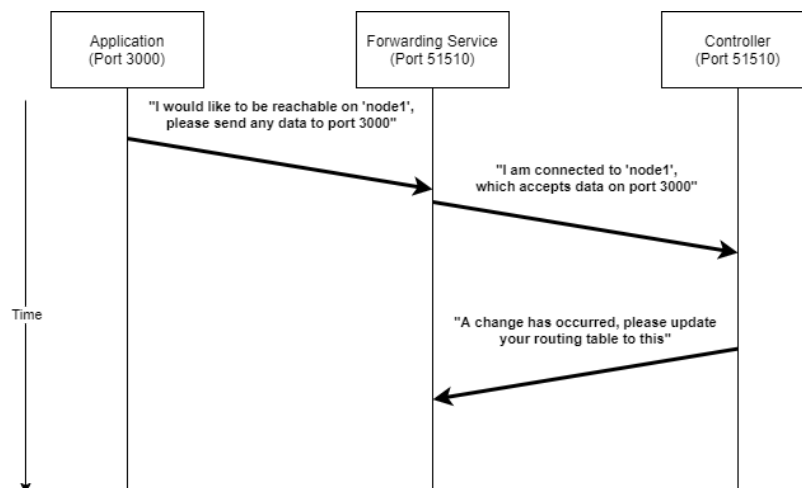 Application
(Port 3000)
Forwarding Service
(Port 51510)
Controller
(Port 51510)
"I would like to be reachable on 'node1',
please send any data to port 3000"
"I am connected to 'node1',
which accepts data on port 3000"
Time
"A change has occurred, please update
your routing table to this"